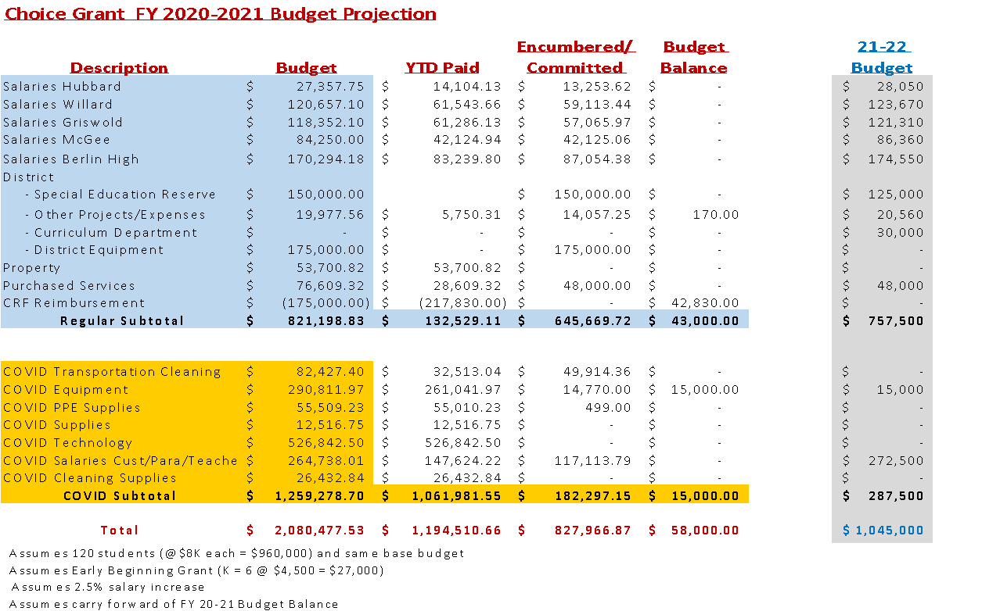 Choice Grant FY 2020-2021 Budget Projection
Encumbered/ Budget 21-22
Description Budget YTD Paid Committed Balance Budget
Salaries Hubbard $ 27,357.75 $ 14,104.13 $ 13,253.62 $ - $ 28,050
Salaries Willard $ 120,657.10 $ 61,543.66 $ 59,113.44 $ - $ 123,670
Salaries Griswold $ 118,352.10 $ 61,286.13 $ 57,065.97 $ - $ 121,310
Salaries McGee $ 84,250.00 $ 42,124.94 $ 42,125.06 $ - $ 86,360
Salaries Berlin High $ 170,294.18 $ 83,239.80 $ 87,054.38 $ - $ 174,550
District
- Special Education Reserve $ 150,000.00 $ 150,000.00 $ - $ 125,000
- Other Projects/Expenses $ 19,977.56 $ 5,750.31 $ 14,057.25 $ 170.00 $ 20,560
- Curriculum Department $ - $ - $ - $ - $ 30,000
- District Equipment $ 175,000.00 $ - $ 175,000.00 $ - $ -
Property $ 53,700.82 $ 53,700.82 $ - $ - $ -
Purchased Services $ 76,609.32 $ 28,609.32 $ 48,000.00 $ - $ 48,000
CRF Reimbursement $ (175,000.00) $ (217,830.00) $ - $ 42,830.00 $ -
Regular Subtotal $ 821,198.83 $ 132,529.11 $ 645,669.72 $ 43,000.00 $ 757,500
COVID Transportation Cleaning $ 82,427.40 $ 32,513.04 $ 49,914.36 $ - $ -
COVID Equipment $ 290,811.97 $ 261,041.97 $ 14,770.00 $ 15,000.00 $ 15,000
COVID PPE Supplies $ 55,509.23 $ 55,010.23 $ 499.00 $ - $ -
COVID Supplies $ 12,516.75 $ 12,516.75 $ - $ - $ -
COVID Technology $ 526,842.50 $ 526,842.50 $ - $ - $ -
COVID Salaries Cust/Para/Teache $ 264,738.01 $ 147,624.22 $ 117,113.79 $ - $ 272,500
COVID Cleaning Supplies $ 26,432.84 $ 26,432.84 $ - $ - $ -
COVID Subtotal $ 1,259,278.70 $ 1,061,981.55 $ 182,297.15 $ 15,000.00 $ 287,500
Total $ 2,080,477.53 $ 1,194,510.66 $ 827,966.87 $ 58,000.00 $ 1,045,000
Assumes 120 students (@ $8K each = $960,000) and same base budget
Assumes Early Beginning Grant (K = 6 @ $4,500 = $27,000)
Assumes 2.5% salary increase
Assumes carry forward of FY 20-21 Budget Balance